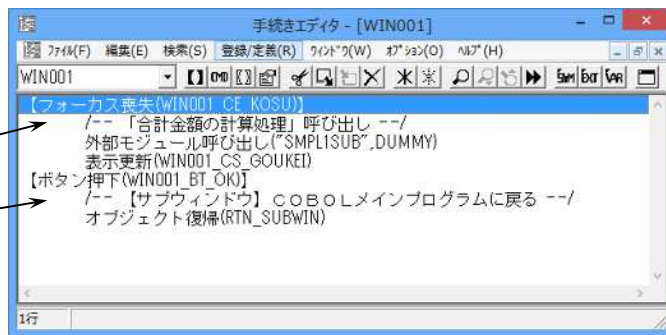 手続きエディタ - [WIN001]
ファイル(F) 編集(E) 検索(S) 登録/定義(R) ウィンドウ(W) オプション(O) ヘルプ(H)
WIN001 CMD SNM EXT VAR
【フォーカス喪失(WIN001_CE_KOSU)】
/-- 「合計金額の計算処理」呼び出し --/
外部モジュール呼び出し("SMPL1SUB",DUMMY)
表示更新(WIN001_CS_GOUKEI)
【ボタン押下(WIN001_BT_OK)】
/-- 【サブウィンドウ】ＣＯＢＯＬメインプログラムに戻る --/
オブジェクト復帰(RTN_SUBWIN)
1行